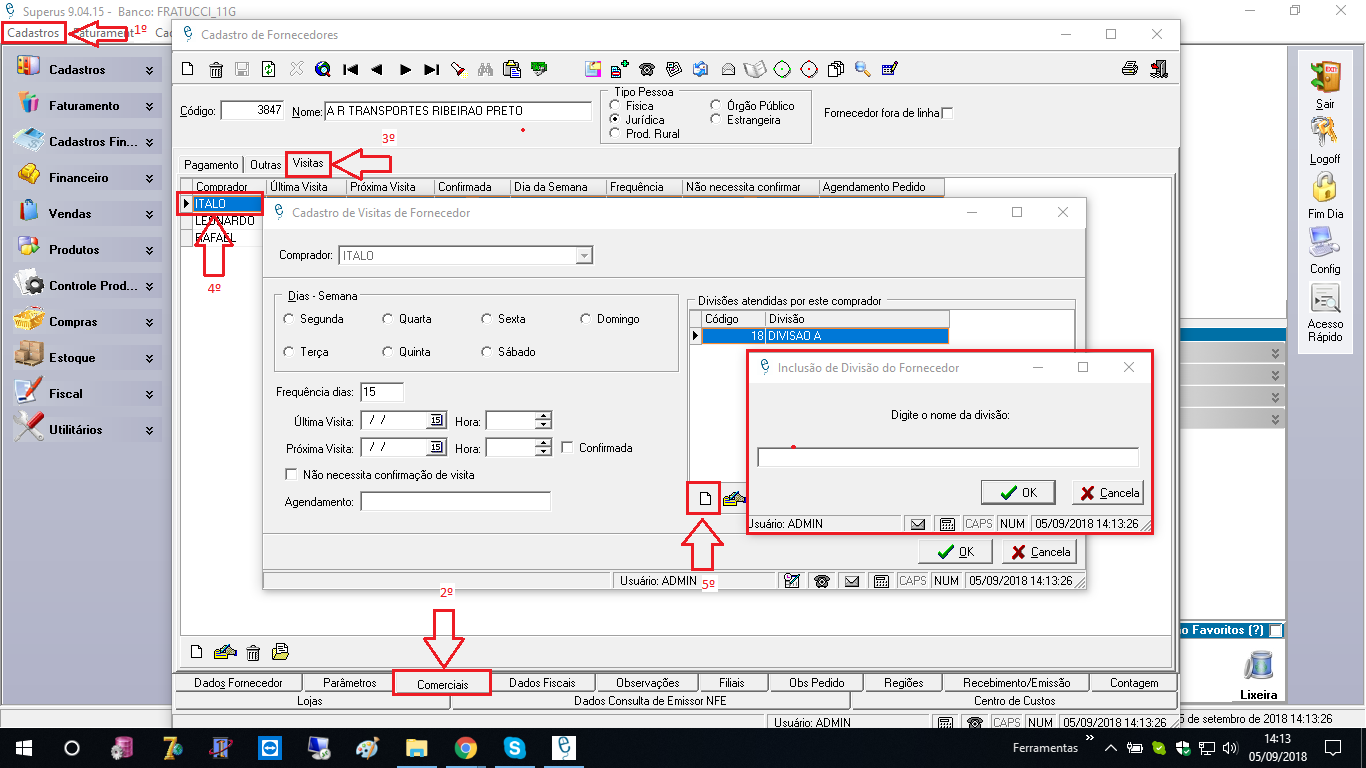 Superus 9.04.15 - Banco: FRATUCCI_11G
Cadastros
1º
Faturament
Cadastro de Fornecedores
Código: 3847
Nome: A R TRANSPORTES RIBEIRAO PRETO
Tipo Pessoa
Fisica
Jurídica
Prod. Rural
Órgão Público
Estrangeira
Fornecedor fora de linha
3º
Pagamento
Outras
Visitas
Comprador
Última Visita
Próxima Visita
Confirmada
Dia da Semana
Frequência
Não necessita confirmar
Agendamento Pedido
ITALO
LEONARDO
RAFAEL
4º
Cadastro de Visitas de Fornecedor
Comprador: ITALO
Dias - Semana
Segunda
Quarta
Sexta
Domingo
Terça
Quinta
Sábado
Frequência dias: 15
Última Visita: / / 15 Hora:
Próxima Visita: / / 15 Hora:
Confirmada
Não necessita confirmação de visita
Agendamento:
Divisões atendidas por este comprador
Código
Divisão
18 DIVISAO A
Inclusão de Divisão do Fornecedor
Digite o nome da divisão:
OK
Cancela
Usuário: ADMIN
CAPS
NUM
05/09/2018 14:13:26
OK
Cancela
5º
Usuário: ADMIN
CAPS
NUM
05/09/2018 14:13:26
2º
Dados Fornecedor
Parâmetros
Comerciais
Dados Fiscais
Observações
Filiais
Obs Pedido
Regiões
Recebimento/Emissão
Contagem
Lojas
Dados Consulta de Emissor NFE
Centro de Custos
Usuário: ADMIN
CAPS
NUM
05/09/2018 14:13:26
Cadastros
Faturamento
Cadastros Fin...
Financeiro
Vendas
Produtos
Controle Prod...
Compras
Estoque
Fiscal
Utilitários
Sair
Logoff
Fim Dia
Config
Acesso
Rápido
o Favoritos (?)
Lixeira
5 de setembro de 2018 14:13:26
Ferramentas
14:13
05/09/2018